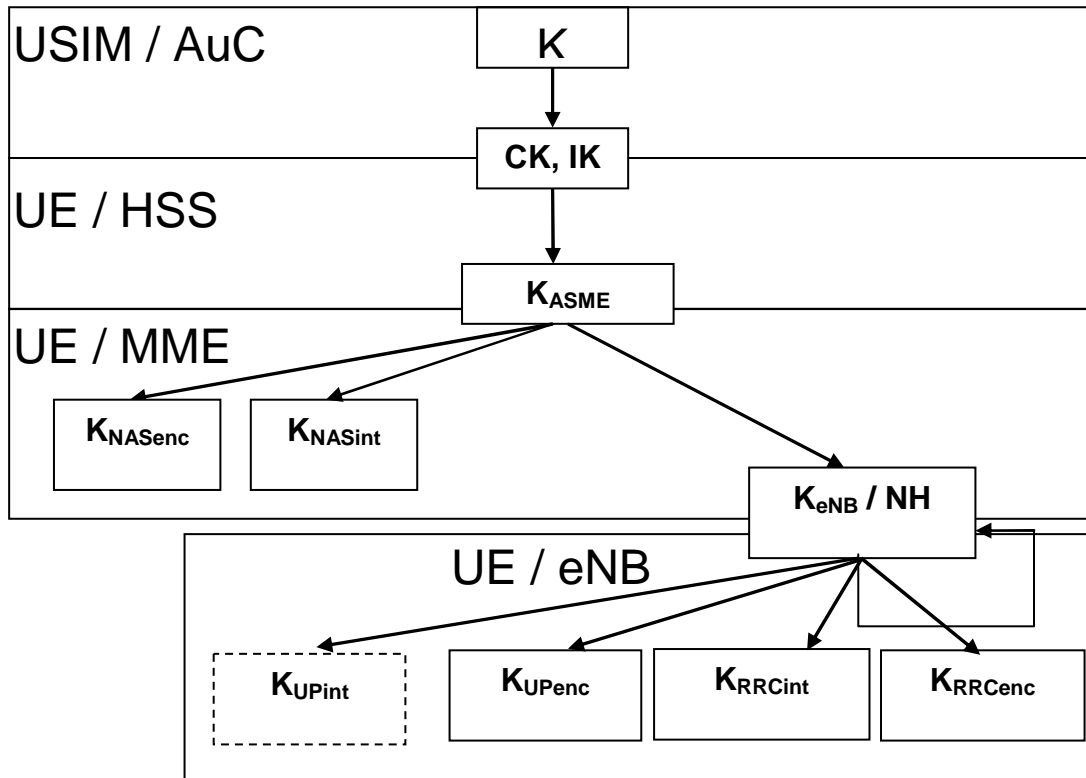 USIM / AuC
K
CK, IK
UE / HSS
KASME
UE / MME
KNASenc
KNASint
KeNB / NH
UE / eNB
KUPint
KUPenc
KRRCint
KRRCenc